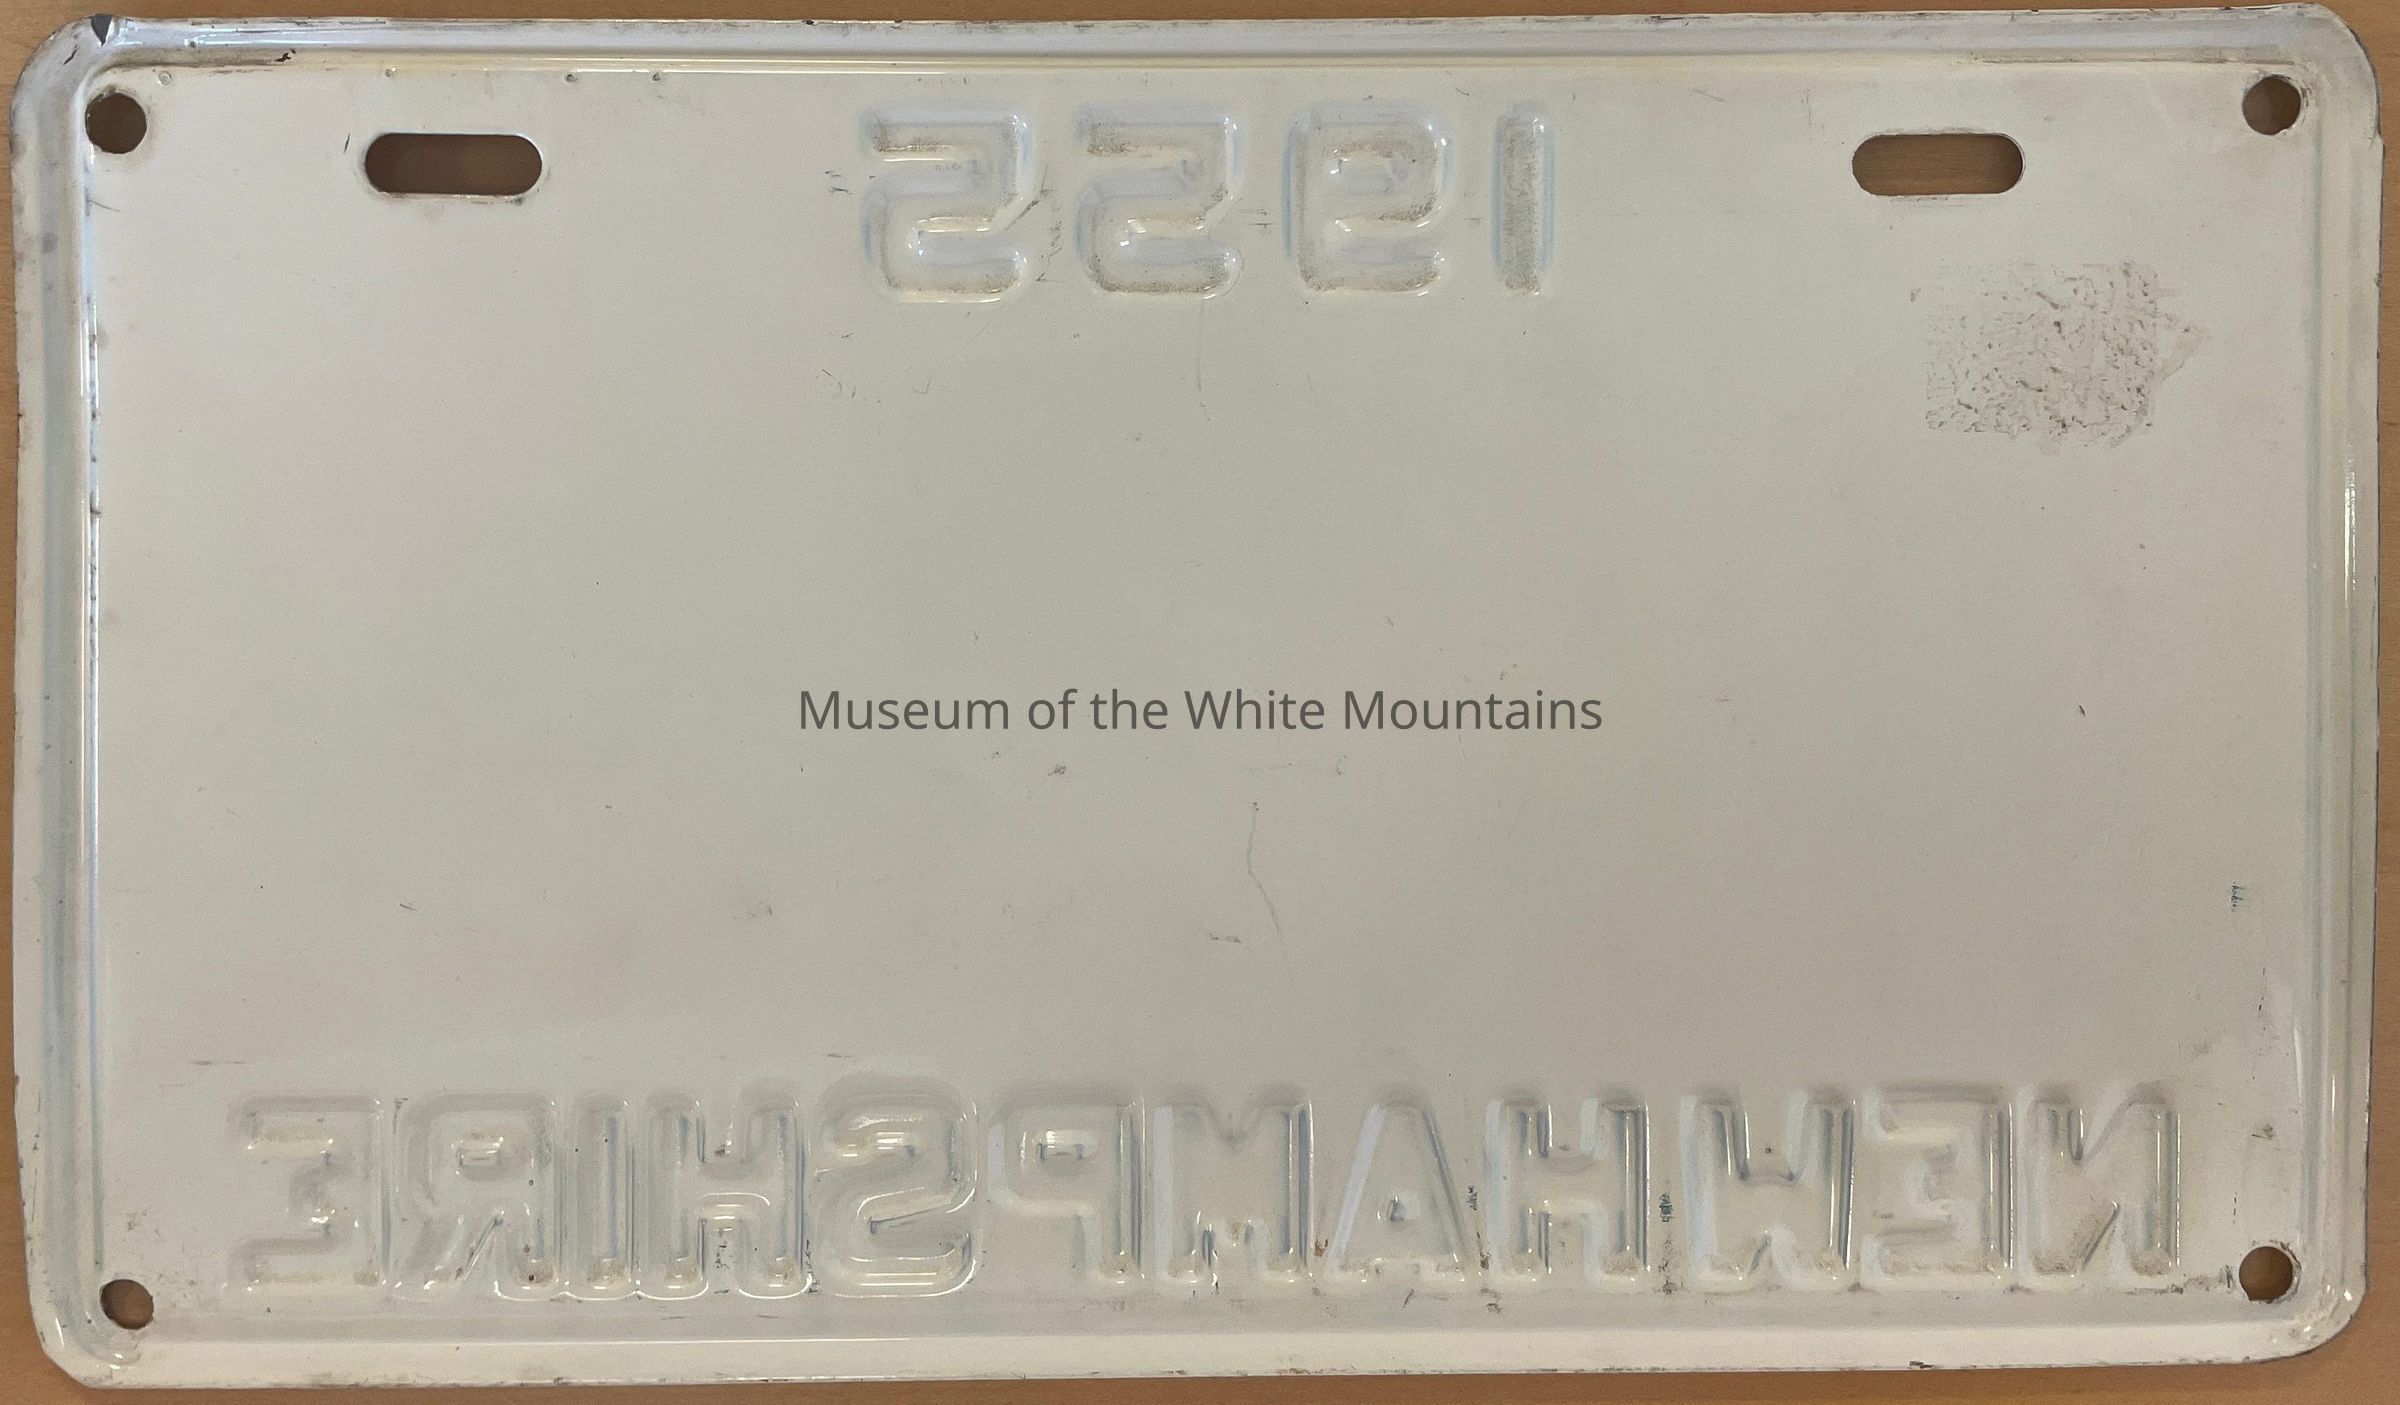 1955
Museum of the White Mountains
NEW HAMPSHIRE